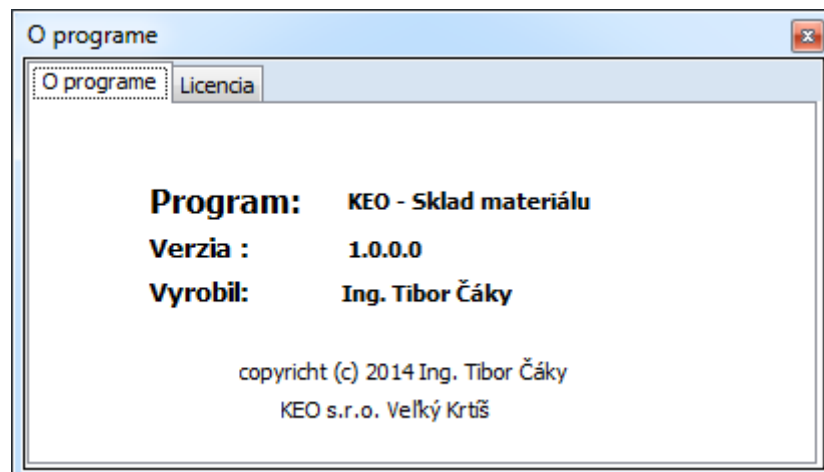 O programe
O programe Licencia
Program: KEO - Sklad materiálu
Verzia : 1.0.0.0
Vyrobil: Ing. Tibor Čáky
copyricht (c) 2014 Ing. Tibor Čáky
KEO s.r.o. Veľký Krtíš